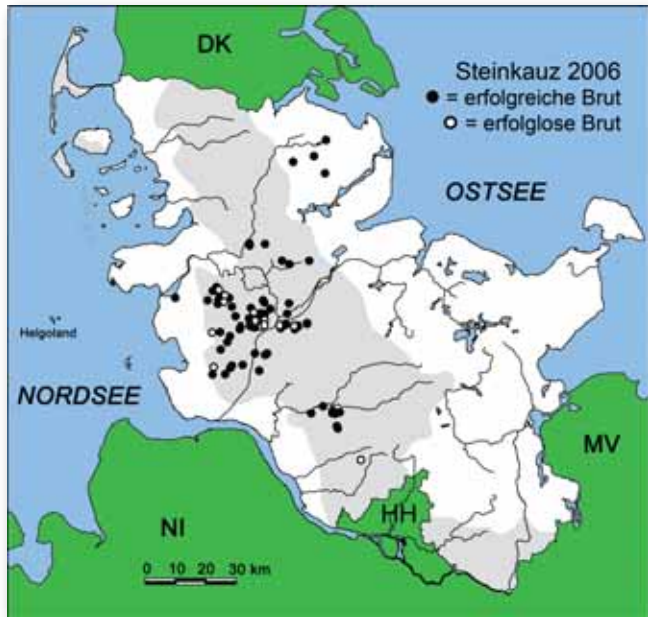 DK
Steinkauz 2006
= erfolgreiche Brut
= erfolglose Brut
OSTSEE
Helgoland
NORDSEE
MV
HH
NI
0 10 20 30 km